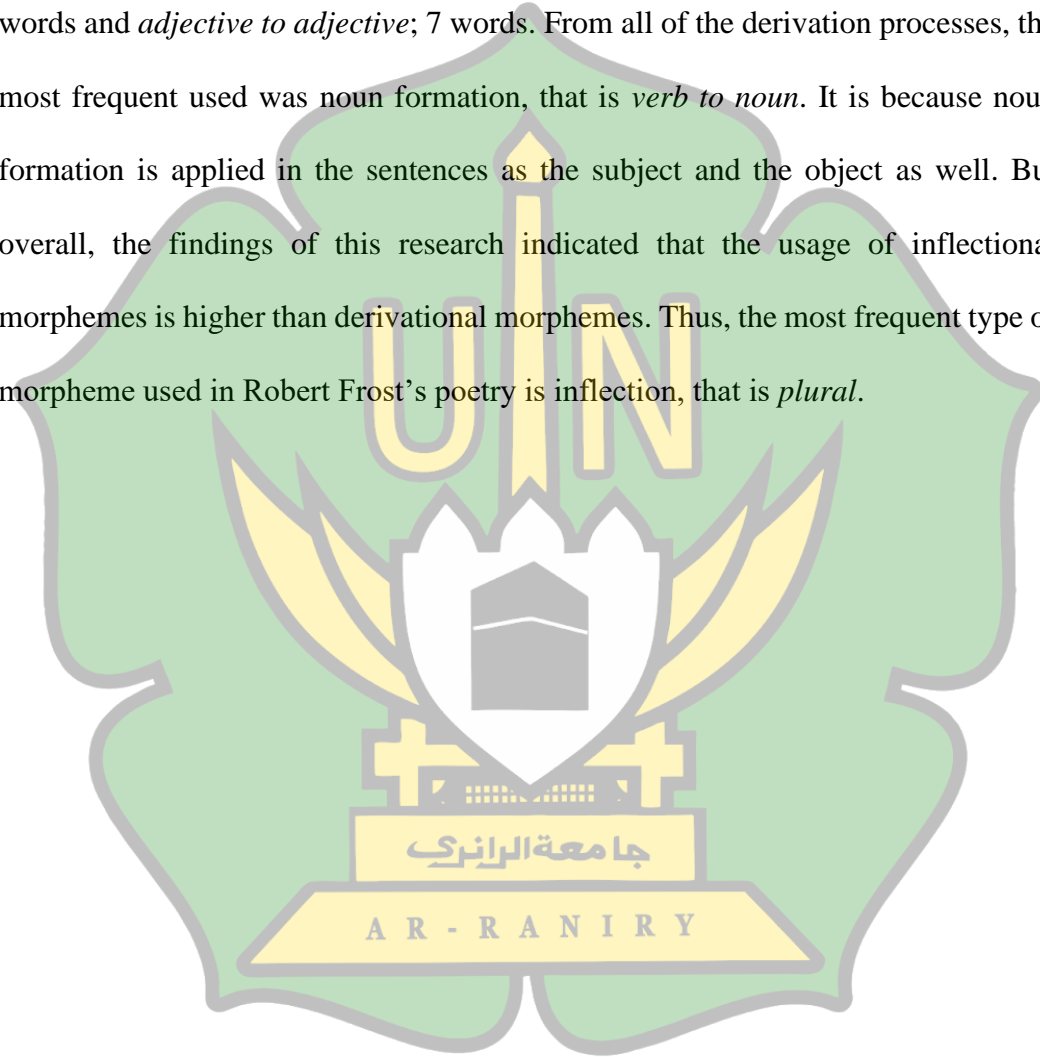 words and adjective to adjective; 7 words. From all of the derivation processes, th
most frequent used was noun formation, that is verb to noun. It is because nou
formation is applied in the sentences as the subject and the object as well. Bu
overall, the findings of this research indicated that the usage of inflectiona
morphemes is higher than derivational morphemes. Thus, the most frequent type o
morpheme used in Robert Frost’s poetry is inflection, that is plural.
UIN
جامعة الرانري
AR-RANIRY